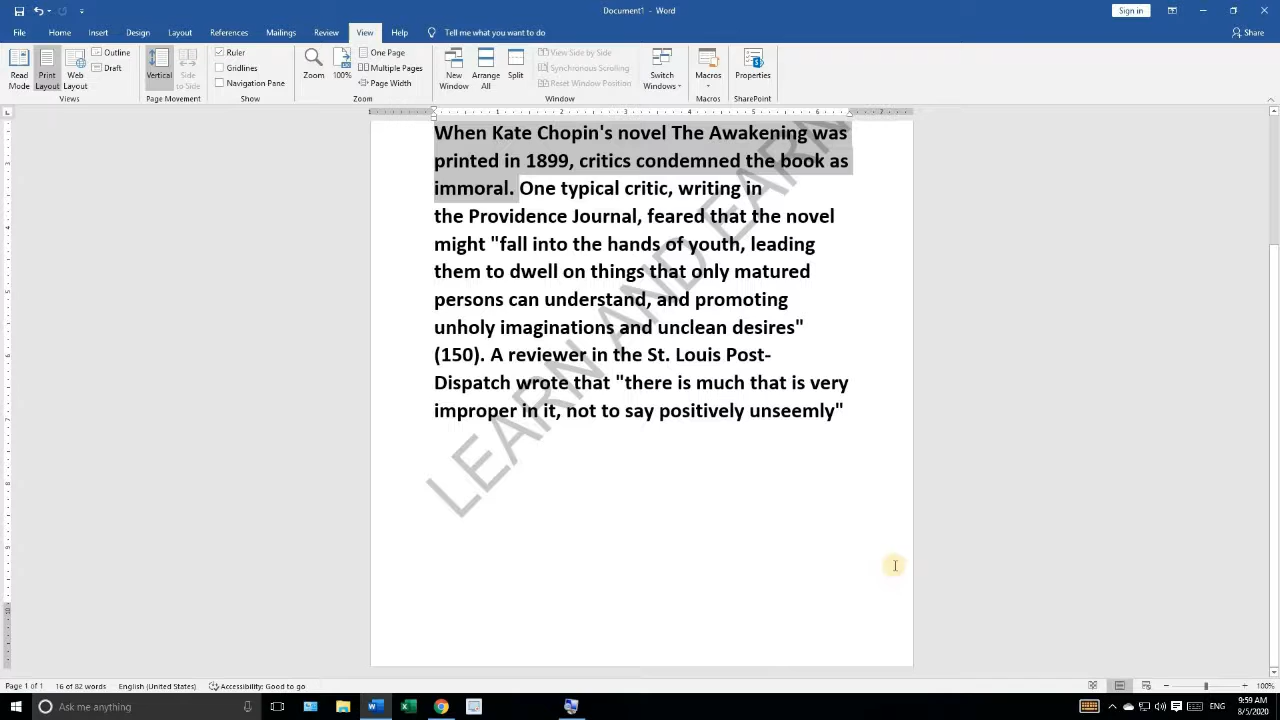 Document1 - Word
Sign in
File Home Insert Design Layout References Mailings Review View Help Tell me what you want to do Share
Read Mode
Print Layout
Web Layout
Outline
Draft
Views
Vertical
Side to Side
Page Movement
Ruler
Gridlines
Navigation Pane
Show
Zoom
100%
One Page
Multiple Pages
Page Width
Zoom
New Window
Arrange All
Split
View Side by Side
Synchronous Scrolling
Reset Window Position
Window
Switch Windows
Macros
Macros
Properties
SharePoint
When Kate Chopin's novel The Awakening was
printed in 1899, critics condemned the book as
immoral. One typical critic, writing in
the Providence Journal, feared that the novel
might "fall into the hands of youth, leading
them to dwell on things that only matured
persons can understand, and promoting
unholy imaginations and unclean desires"
(150). A reviewer in the St. Louis Post-
Dispatch wrote that "there is much that is very
improper in it, not to say positively unseemly"
LEARN AND LEARN
Page 1 of 1 16 of 82 words English (United States) Accessibility: Good to go 100%
Ask me anything
ENG
9:59 AM
8/5/2020